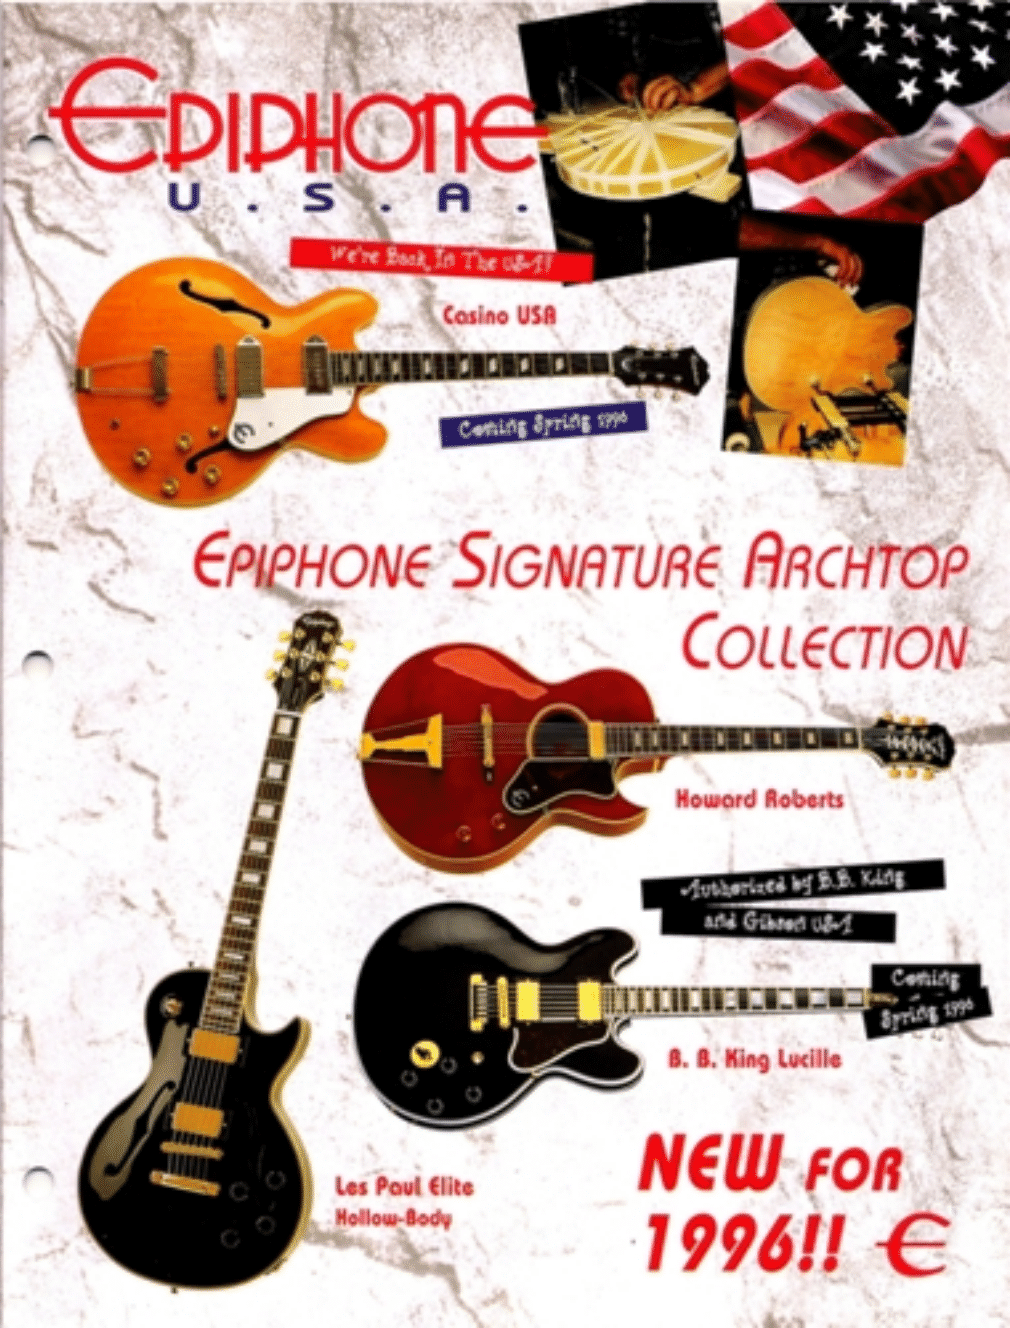 EPIPHONE
U.S.A.
We're Back In The USA!
Casino USA
Coming Spring 1996
EPIPHONE SIGNATURE ARCHTOP
COLLECTION
Howard Roberts
Authorized by B.B. King
and Gibson USA
Coming
Spring 1996
B. B. King Lucille
Les Paul Elite
Hollow-Body
NEW FOR
1996!! €